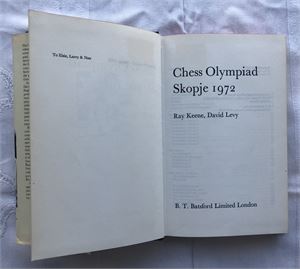 To Elsie, Larry & Nan
Chess Olympiad
Skopje 1972
Ray Keene, David Levy
B. T. Batsford Limited London